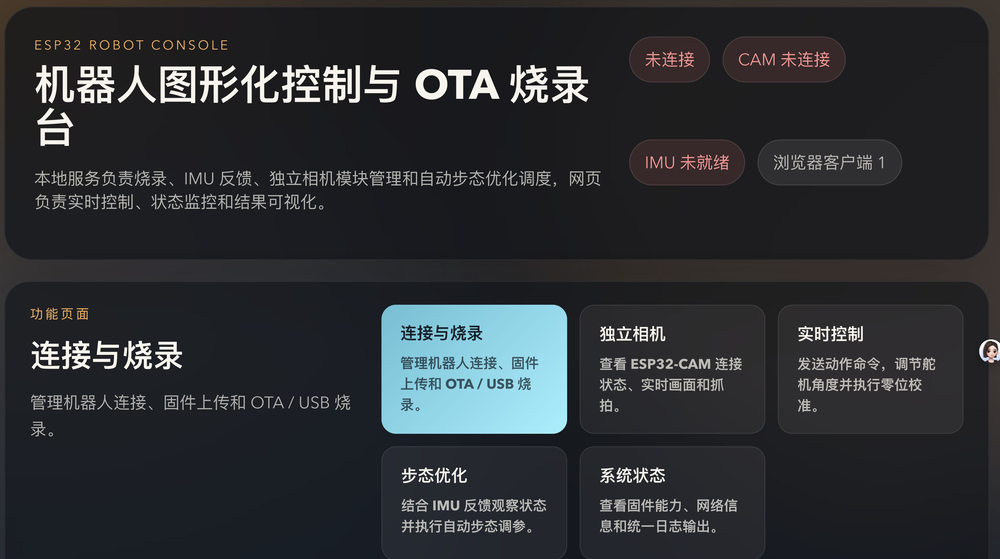 ESP32 ROBOT CONSOLE
机器人图形化控制与 OTA 烧录
台
本地服务负责烧录、IMU 反馈、独立相机模块管理和自动步态优化调度，网页
负责实时控制、状态监控和结果可视化。
未连接
CAM 未连接
IMU 未就绪
浏览器客户端 1
功能页面
连接与烧录
管理机器人连接、固件上传和 OTA / USB 烧
录。
连接与烧录
管理机器人连接、固件
上传和 OTA / USB 烧
录。
独立相机
查看 ESP32-CAM 连接
状态、实时画面和抓
拍。
实时控制
发送动作命令，调节舵
机角度并执行零位校
准。
步态优化
结合 IMU 反馈观察状态
并执行自动步态调参。
系统状态
查看固件能力、网络信
息和统一日志输出。